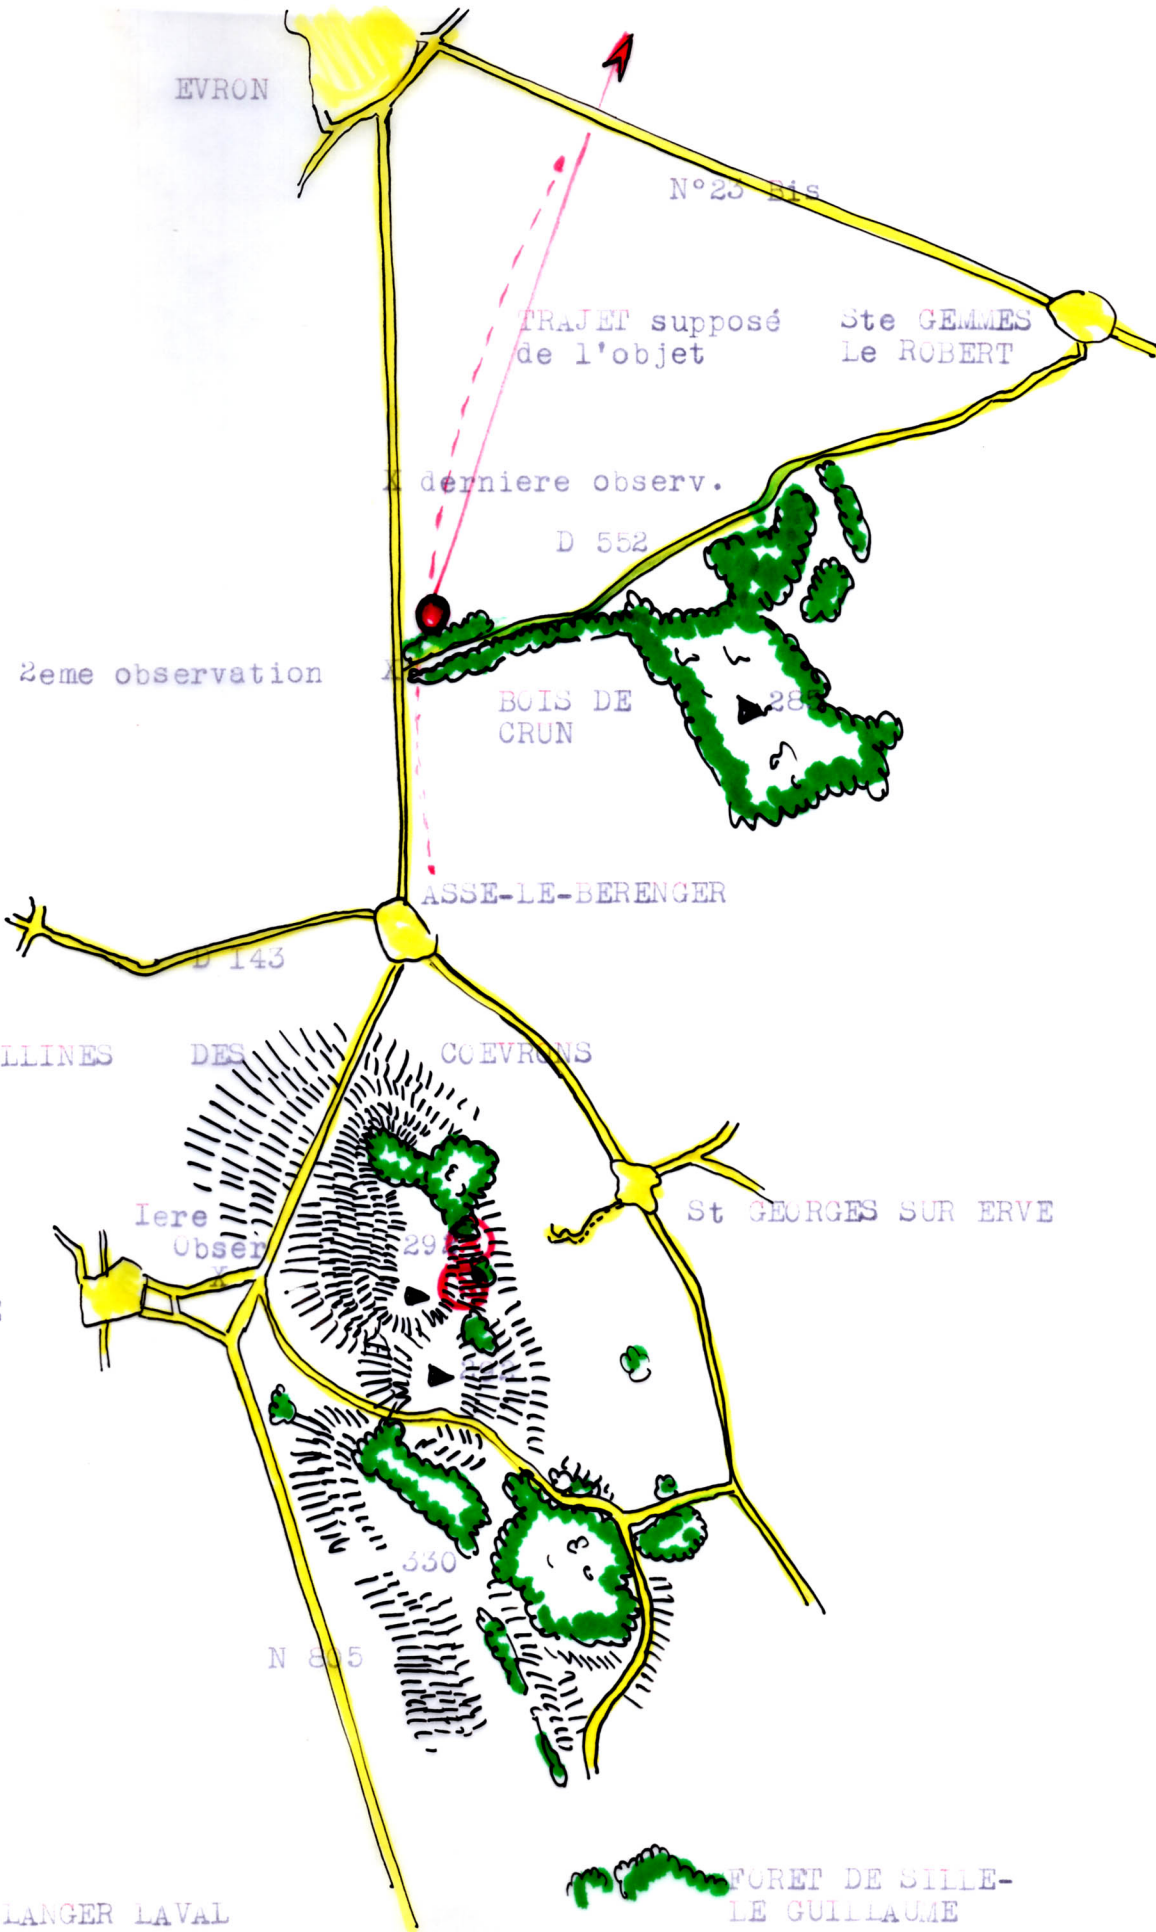 EVRON
N°23 Bis
TRAJET supposé
de l'objet
Ste GEMMES
Le ROBERT
X derniere observ.
D 552
2eme observation X
BOIS DE
CRUN
ASSE-LE-BERENGER
D I43
LLINES DES COEVRONS
Iere
Obser
X
St GEORGES SUR ERVE
330
N 805
FORET DE SILLE-
LE GUILLAUME
LANGER LAVAL